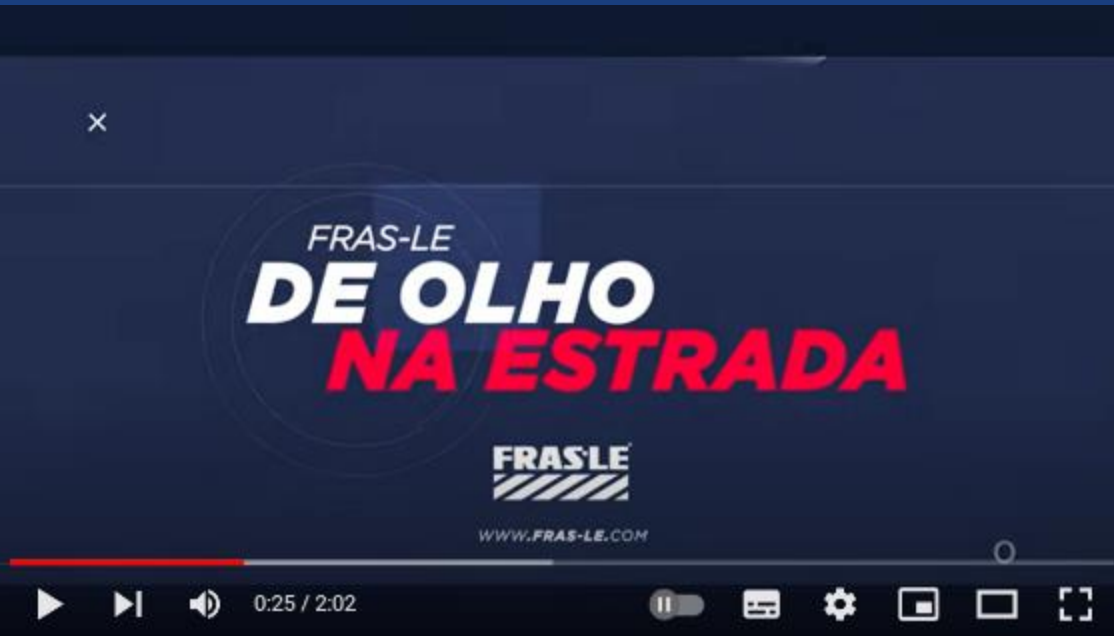 FRAS-LE
DE OLHO
NA ESTRADA
FRAS-LE
WWW.FRAS-LE.COM
0:25 / 2:02